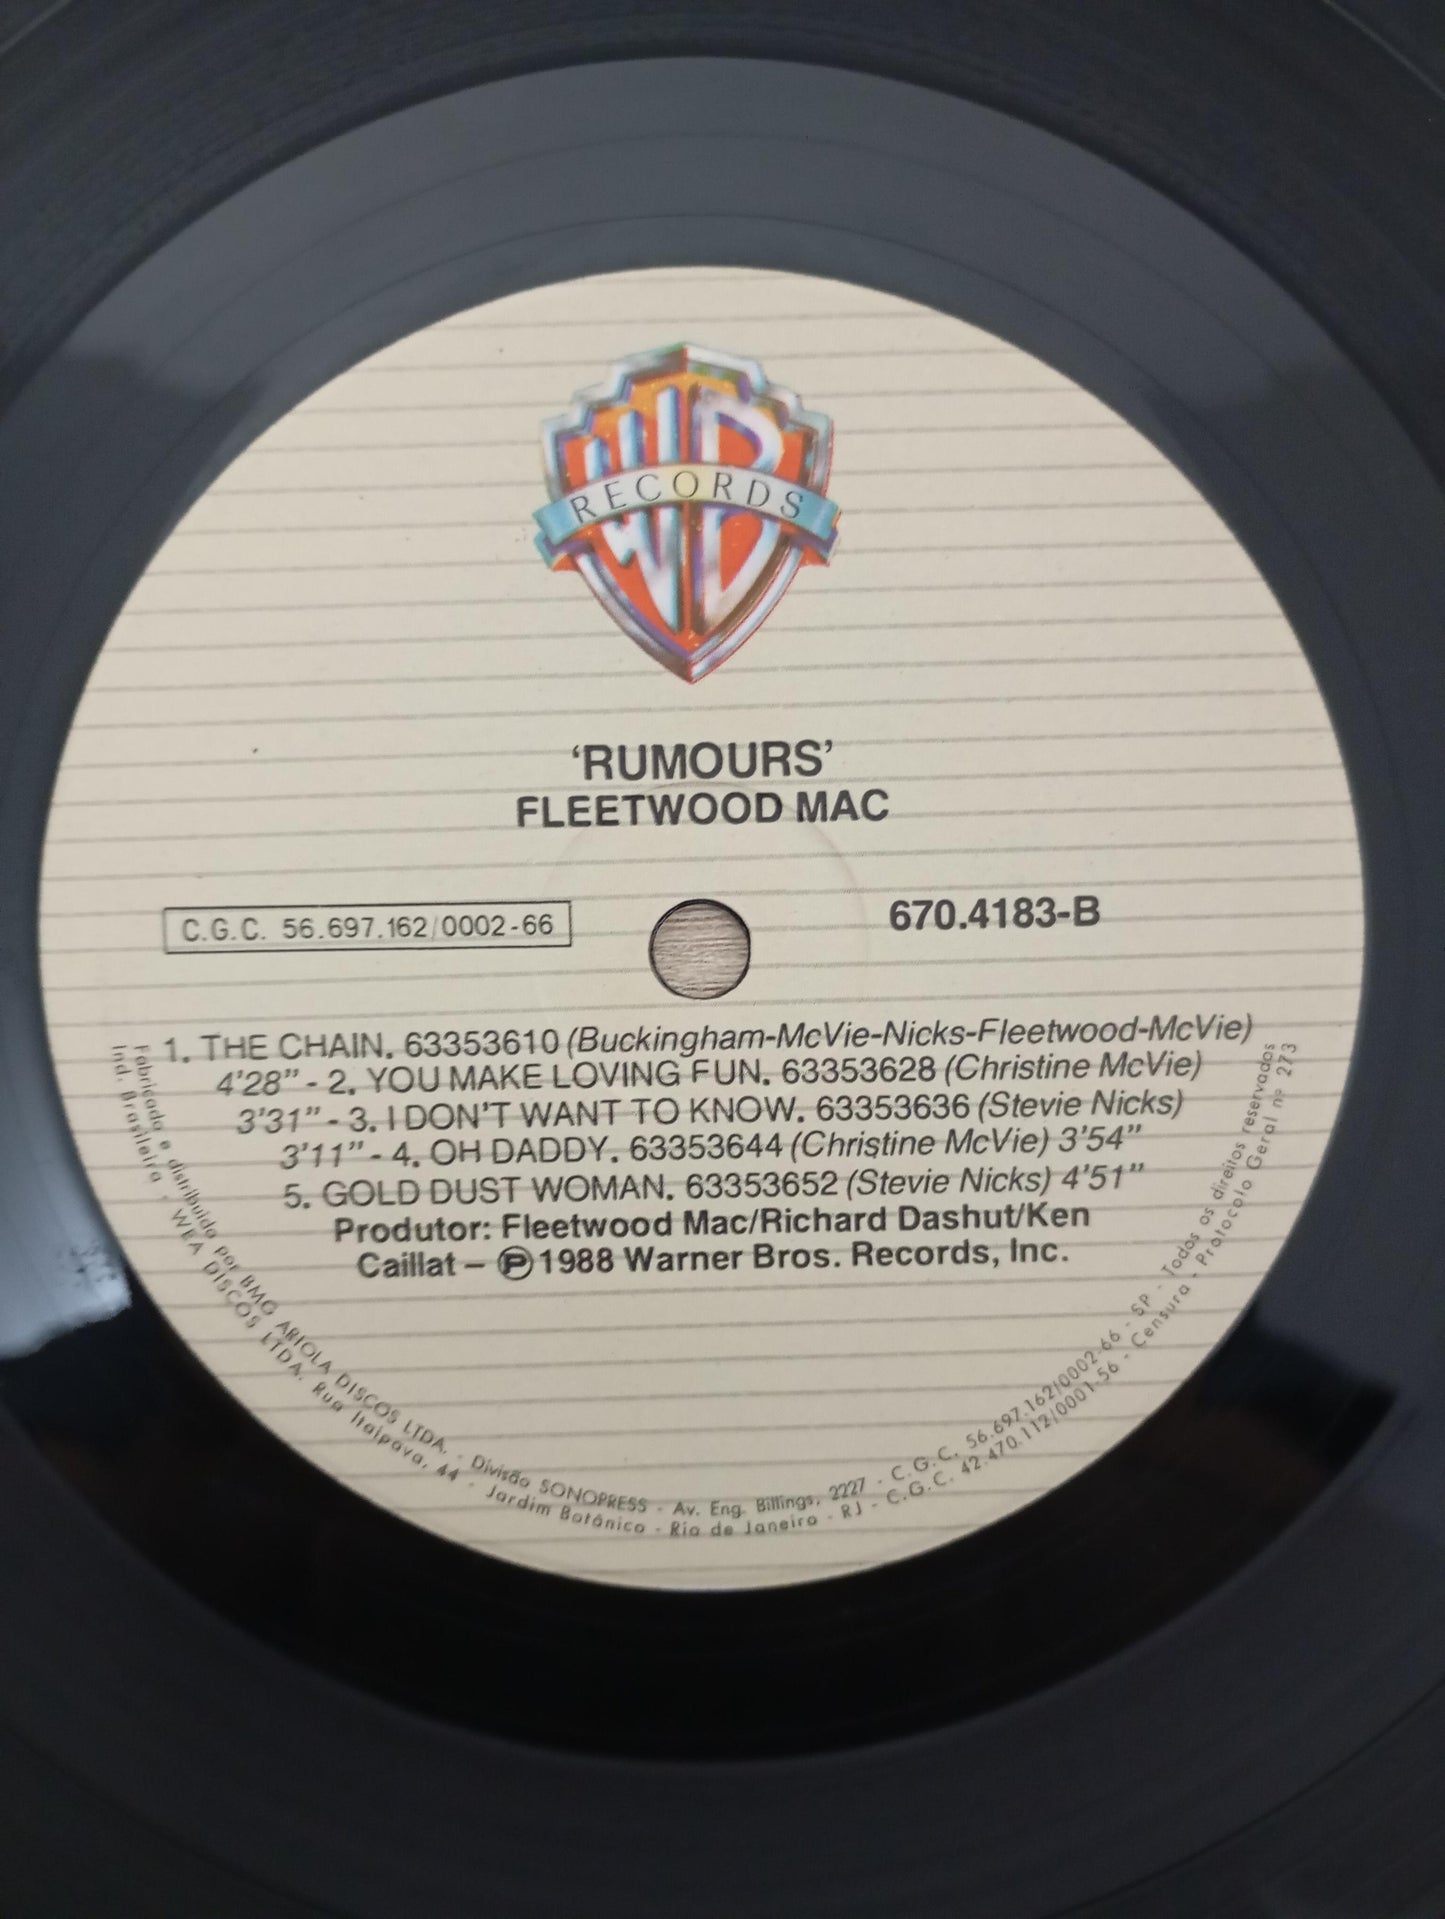 WB
RECORDS
'RUMOURS'
FLEETWOOD MAC
C.G.C. 56.697.162/0002-66
670.4183-B
1. THE CHAIN. 63353610 (Buckingham-McVie-Nicks-Fleetwood-McVie)
4'28" - 2. YOU MAKE LOVING FUN. 63353628 (Christine McVie)
3'31" - 3. I DON'T WANT TO KNOW. 63353636 (Stevie Nicks)
3'11" - 4. OH DADDY. 63353644 (Christine McVie) 3'54"
5. GOLD DUST WOMAN. 63353652 (Stevie Nicks) 4'51"
Produtor: Fleetwood Mac/Richard Dashut/Ken
Caillat – ℗ 1988 Warner Bros. Records, Inc.
Fabricado e distribuído por BMG ARIOLA DISCOS LTDA. - Divisão SONOPRESS - Av. Eng. Billings, 2227 - C.G.C. 56.697.162/0002-66 - SP - Todos os direitos reservados
Ind. Brasileira - WEA DISCOS LTDA. Rua Itaipava, 44 - Jardim Botânico - Rio de Janeiro - RJ - C.G.C. 42.470.112/0001-56 - Censura - Protocolo Geral nº 273